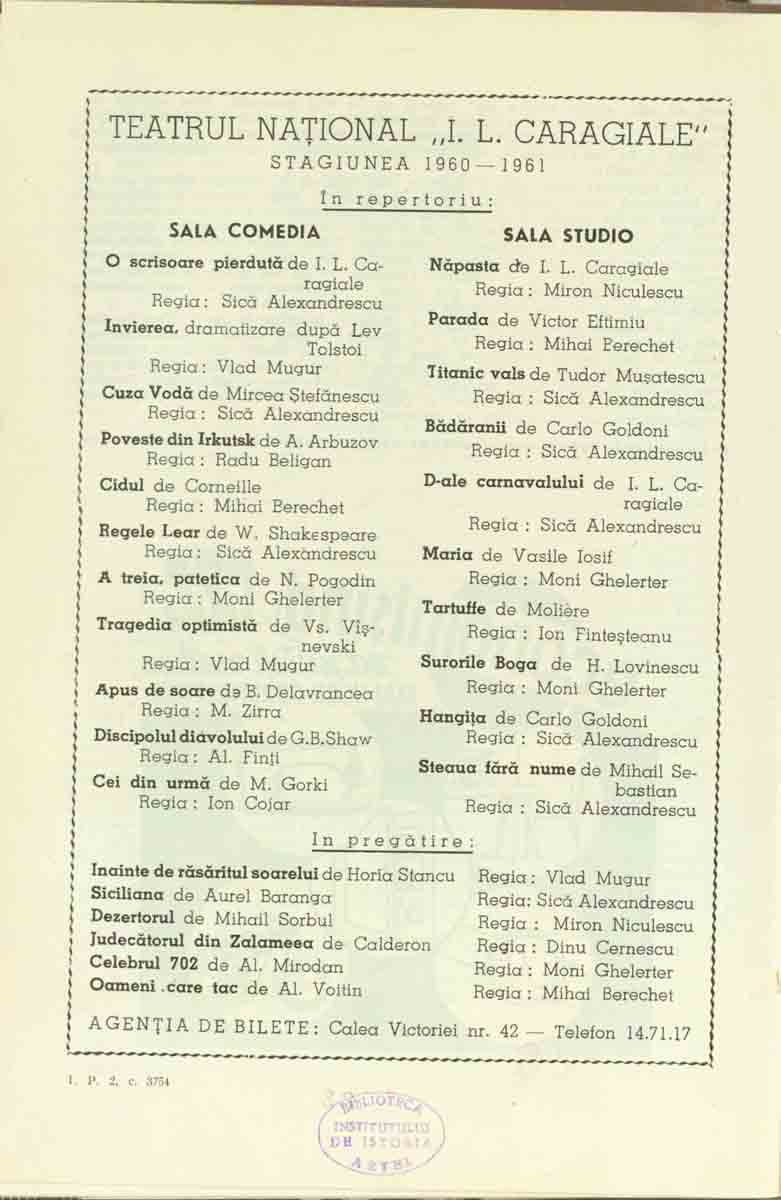 TEATRUL NAȚIONAL „I. L. CARAGIALE"
STAGIUNEA 1960 — 1961
În repertoriu:
SALA COMEDIA
O scrisoare pierdută de I. L. Ca-
ragiale
Regia: Sică Alexandrescu
Invierea, dramatizare după Lev
Tolstoi
Regia: Vlad Mugur
Cuza Vodă de Mircea Ștefănescu
Regia: Sică Alexandrescu
Poveste din Irkutsk de A. Arbuzov
Regia: Radu Beligan
Cidul de Corneille
Regia: Mihai Berechet
Regele Lear de W. Shakespeare
Regia: Sică Alexandrescu
A treia, patetica de N. Pogodin
Regia: Moni Ghelerter
Tragedia optimistă de Vs. Vîș-
nevski
Regia: Vlad Mugur
Apus de soare de B. Delavrancea
Regia: M. Zirra
Discipolul diavolului de G.B.Shaw
Regia: Al. Finți
Cei din urmă de M. Gorki
Regia: Ion Cojar
SALA STUDIO
Năpasta de I. L. Caragiale
Regia: Miron Niculescu
Parada de Victor Eftimiu
Regia: Mihai Berechet
Titanic vals de Tudor Mușatescu
Regia: Sică Alexandrescu
Bădăranii de Carlo Goldoni
Regia: Sică Alexandrescu
D-ale carnavalului de I. L. Ca-
ragiale
Regia: Sică Alexandrescu
Maria de Vasile Iosif
Regia: Moni Ghelerter
Tartuffe de Molière
Regia: Ion Finteșteanu
Surorile Boga de H. Lovinescu
Regia: Moni Ghelerter
Hangița de Carlo Goldoni
Regia: Sică Alexandrescu
Steaua fără nume de Mihail Se-
bastian
Regia: Sică Alexandrescu
In pregătire:
Inainte de răsăritul soarelui de Horia Stancu Regia: Vlad Mugur
Siciliana de Aurel Baranga Regia: Sică Alexandrescu
Dezertorul de Mihail Sorbul Regia: Miron Niculescu
Judecătorul din Zalameea de Calderon Regia: Dinu Cernescu
Celebrul 702 de Al. Mirodan Regia: Moni Ghelerter
Oameni care tac de Al. Voitin Regia: Mihai Berechet
AGENȚIA DE BILETE: Calea Victoriei nr. 42 — Telefon 14.71.17
I. P. 2, c. 3754
BIBLIOTECA
INSTITUTULUI
DE ISTORIA
ARTEI